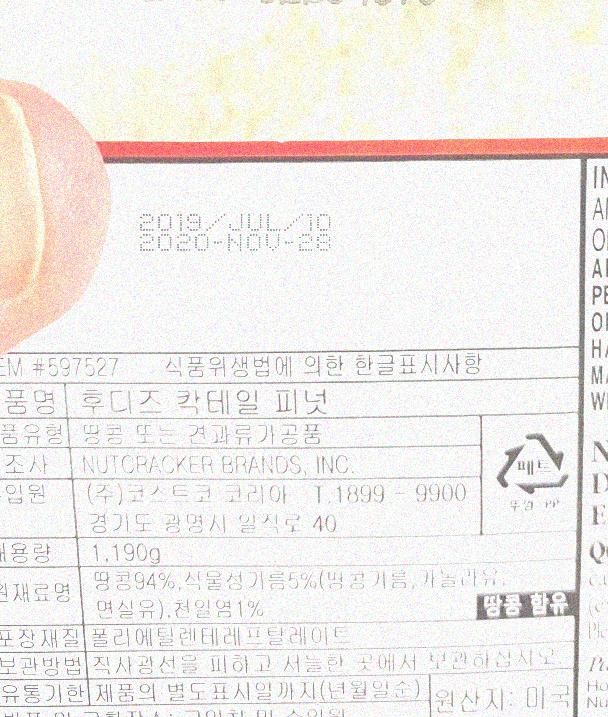 2019/JUL/10
2020-NOV-28
EM #597527 식품위생법에 의한 한글표시사항
품명 후디즈 칵테일 피넛
품유형 땅콩 또는 견과류가공품
조사 NUTCRACKER BRANDS, INC.
입원 (주)코스트코 코리아 T.1899 - 9900
경기도 광명시 일직로 40
페트
뚜껑 PP
내용량 1,190g
원재료명 땅콩94%,식물성기름5%(땅콩기름,카놀라유,
면실유),천일염1%
땅콩 함유
포장재질 폴리에틸렌테레프탈레이트
보관방법 직사광선을 피하고 서늘한 곳에서 보관하십시오
유통기한 제품의 별도표시일까지(년월일순)
원산지: 미국
IN
AN
OI
AL
PE
OF
HA
MA
WI
N
D
F